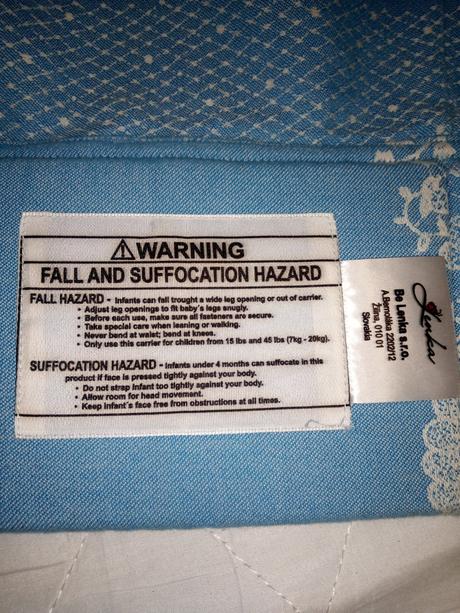 ⚠WARNING
FALL AND SUFFOCATION HAZARD
FALL HAZARD - Infants can fall trought a wide leg opening or out of carrier.
• Adjust leg openings to fit baby´s legs snugly.
• Before each use, make sure all fasteners are secure.
• Take special care when leaning or walking.
• Never bend at waist; bend at kneek.
• Only use this carrier for children from 15 lbs and 45 lbs (7kg - 20kg).
SUFFOCATION HAZARD - Infants under 4 months can suffocate in this
product if face is pressed tightly against your body.
• Do not strap Infant too tightly against your body.
• Allow room for head movement.
• Keep infant´s face free from obstructions at all times.
Lenka
Be Lenka s.r.o.
Žilina, 010 01
Slovakia